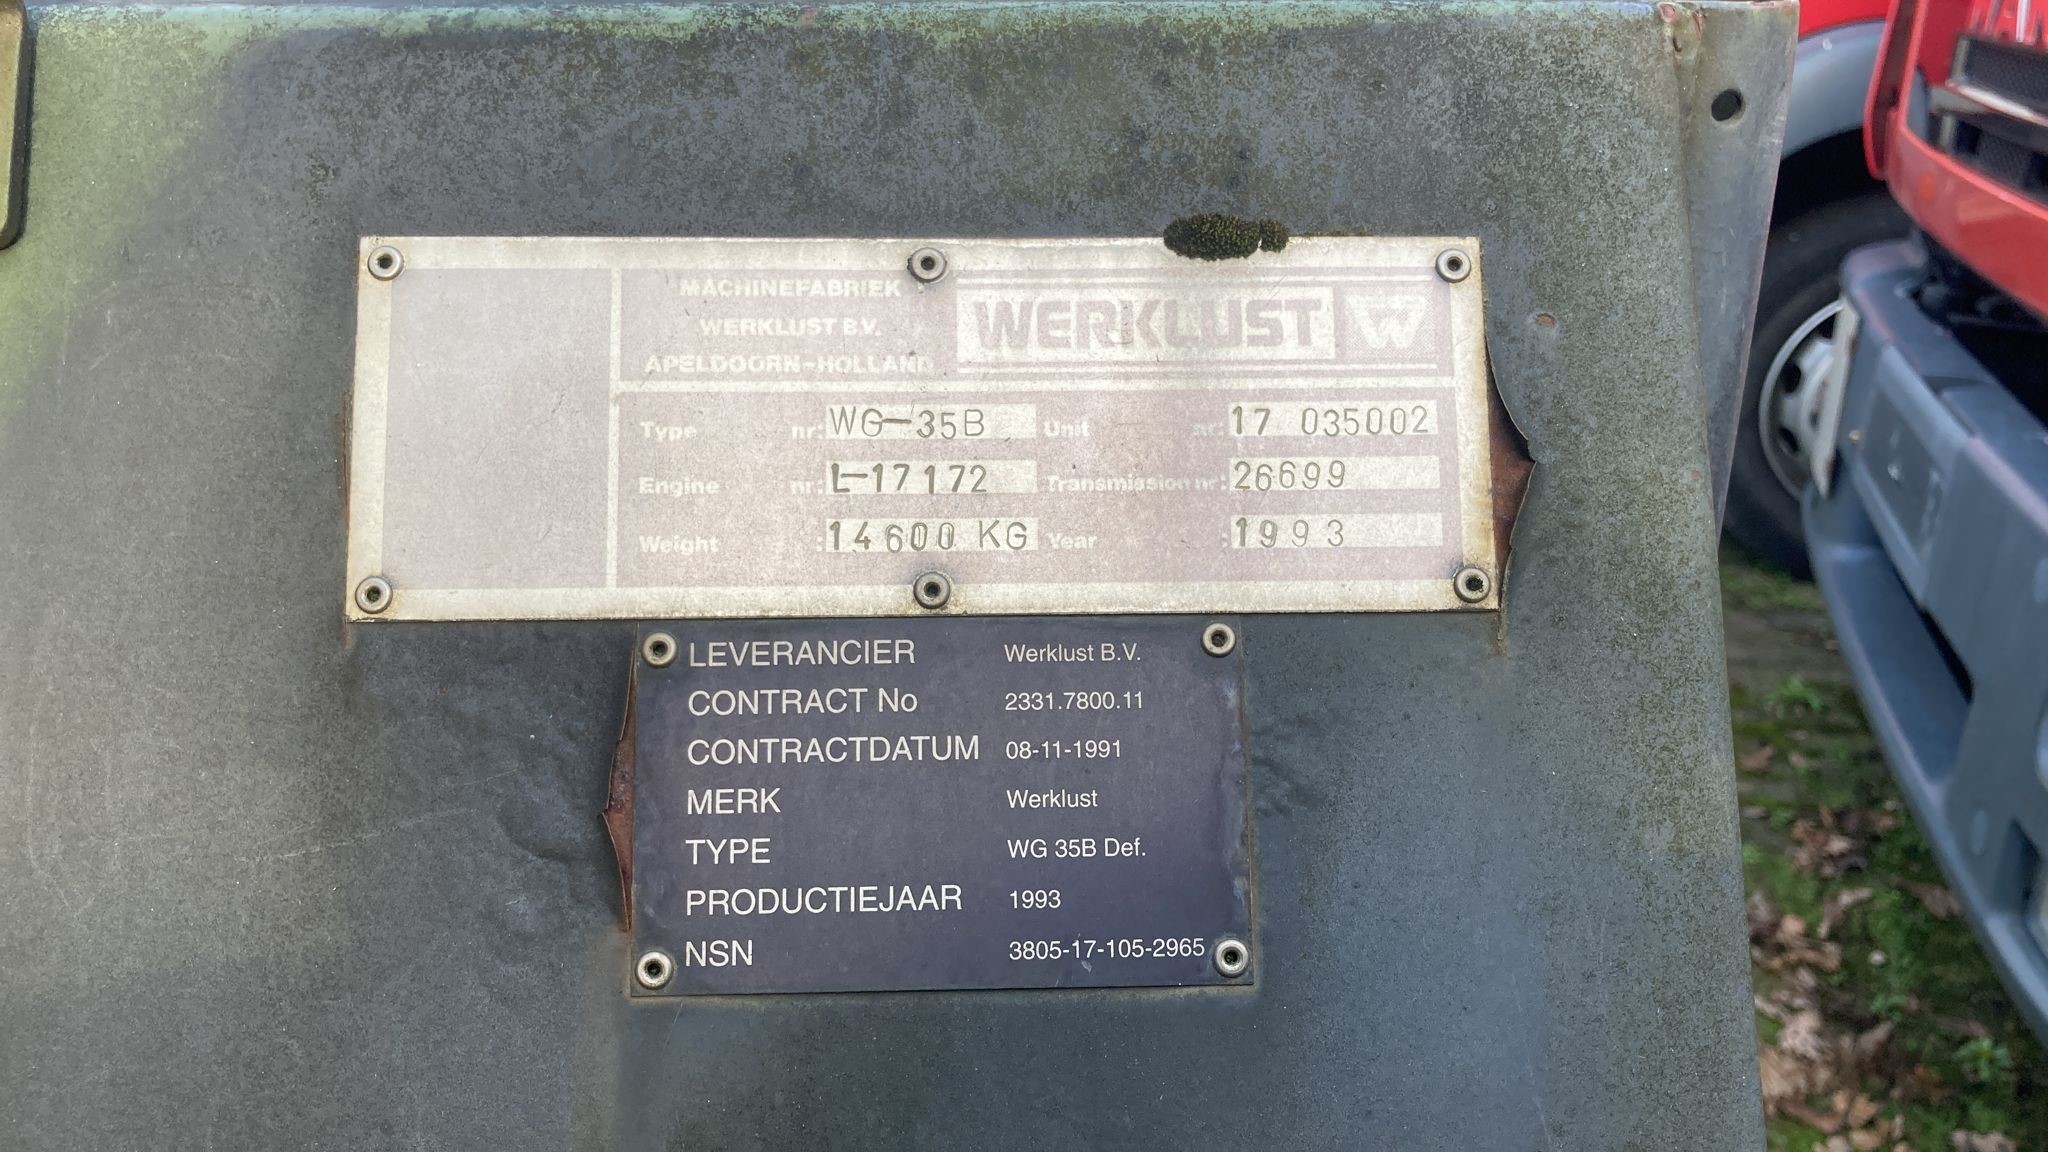 MACHINEFABRIEK
WERKLUST B.V.
APELDOORN-HOLLAND
WERKLUST W
Type nr: WG-35B Unit nr: 17 035002
Engine nr: L-17172 Transmission nr: 26699
Weight : 14600 KG Year : 1993
LEVERANCIER Werklust B.V.
CONTRACT No 2331.7800.11
CONTRACTDATUM 08-11-1991
MERK Werklust
TYPE WG 35B Def.
PRODUCTIEJAAR 1993
NSN 3805-17-105-2965